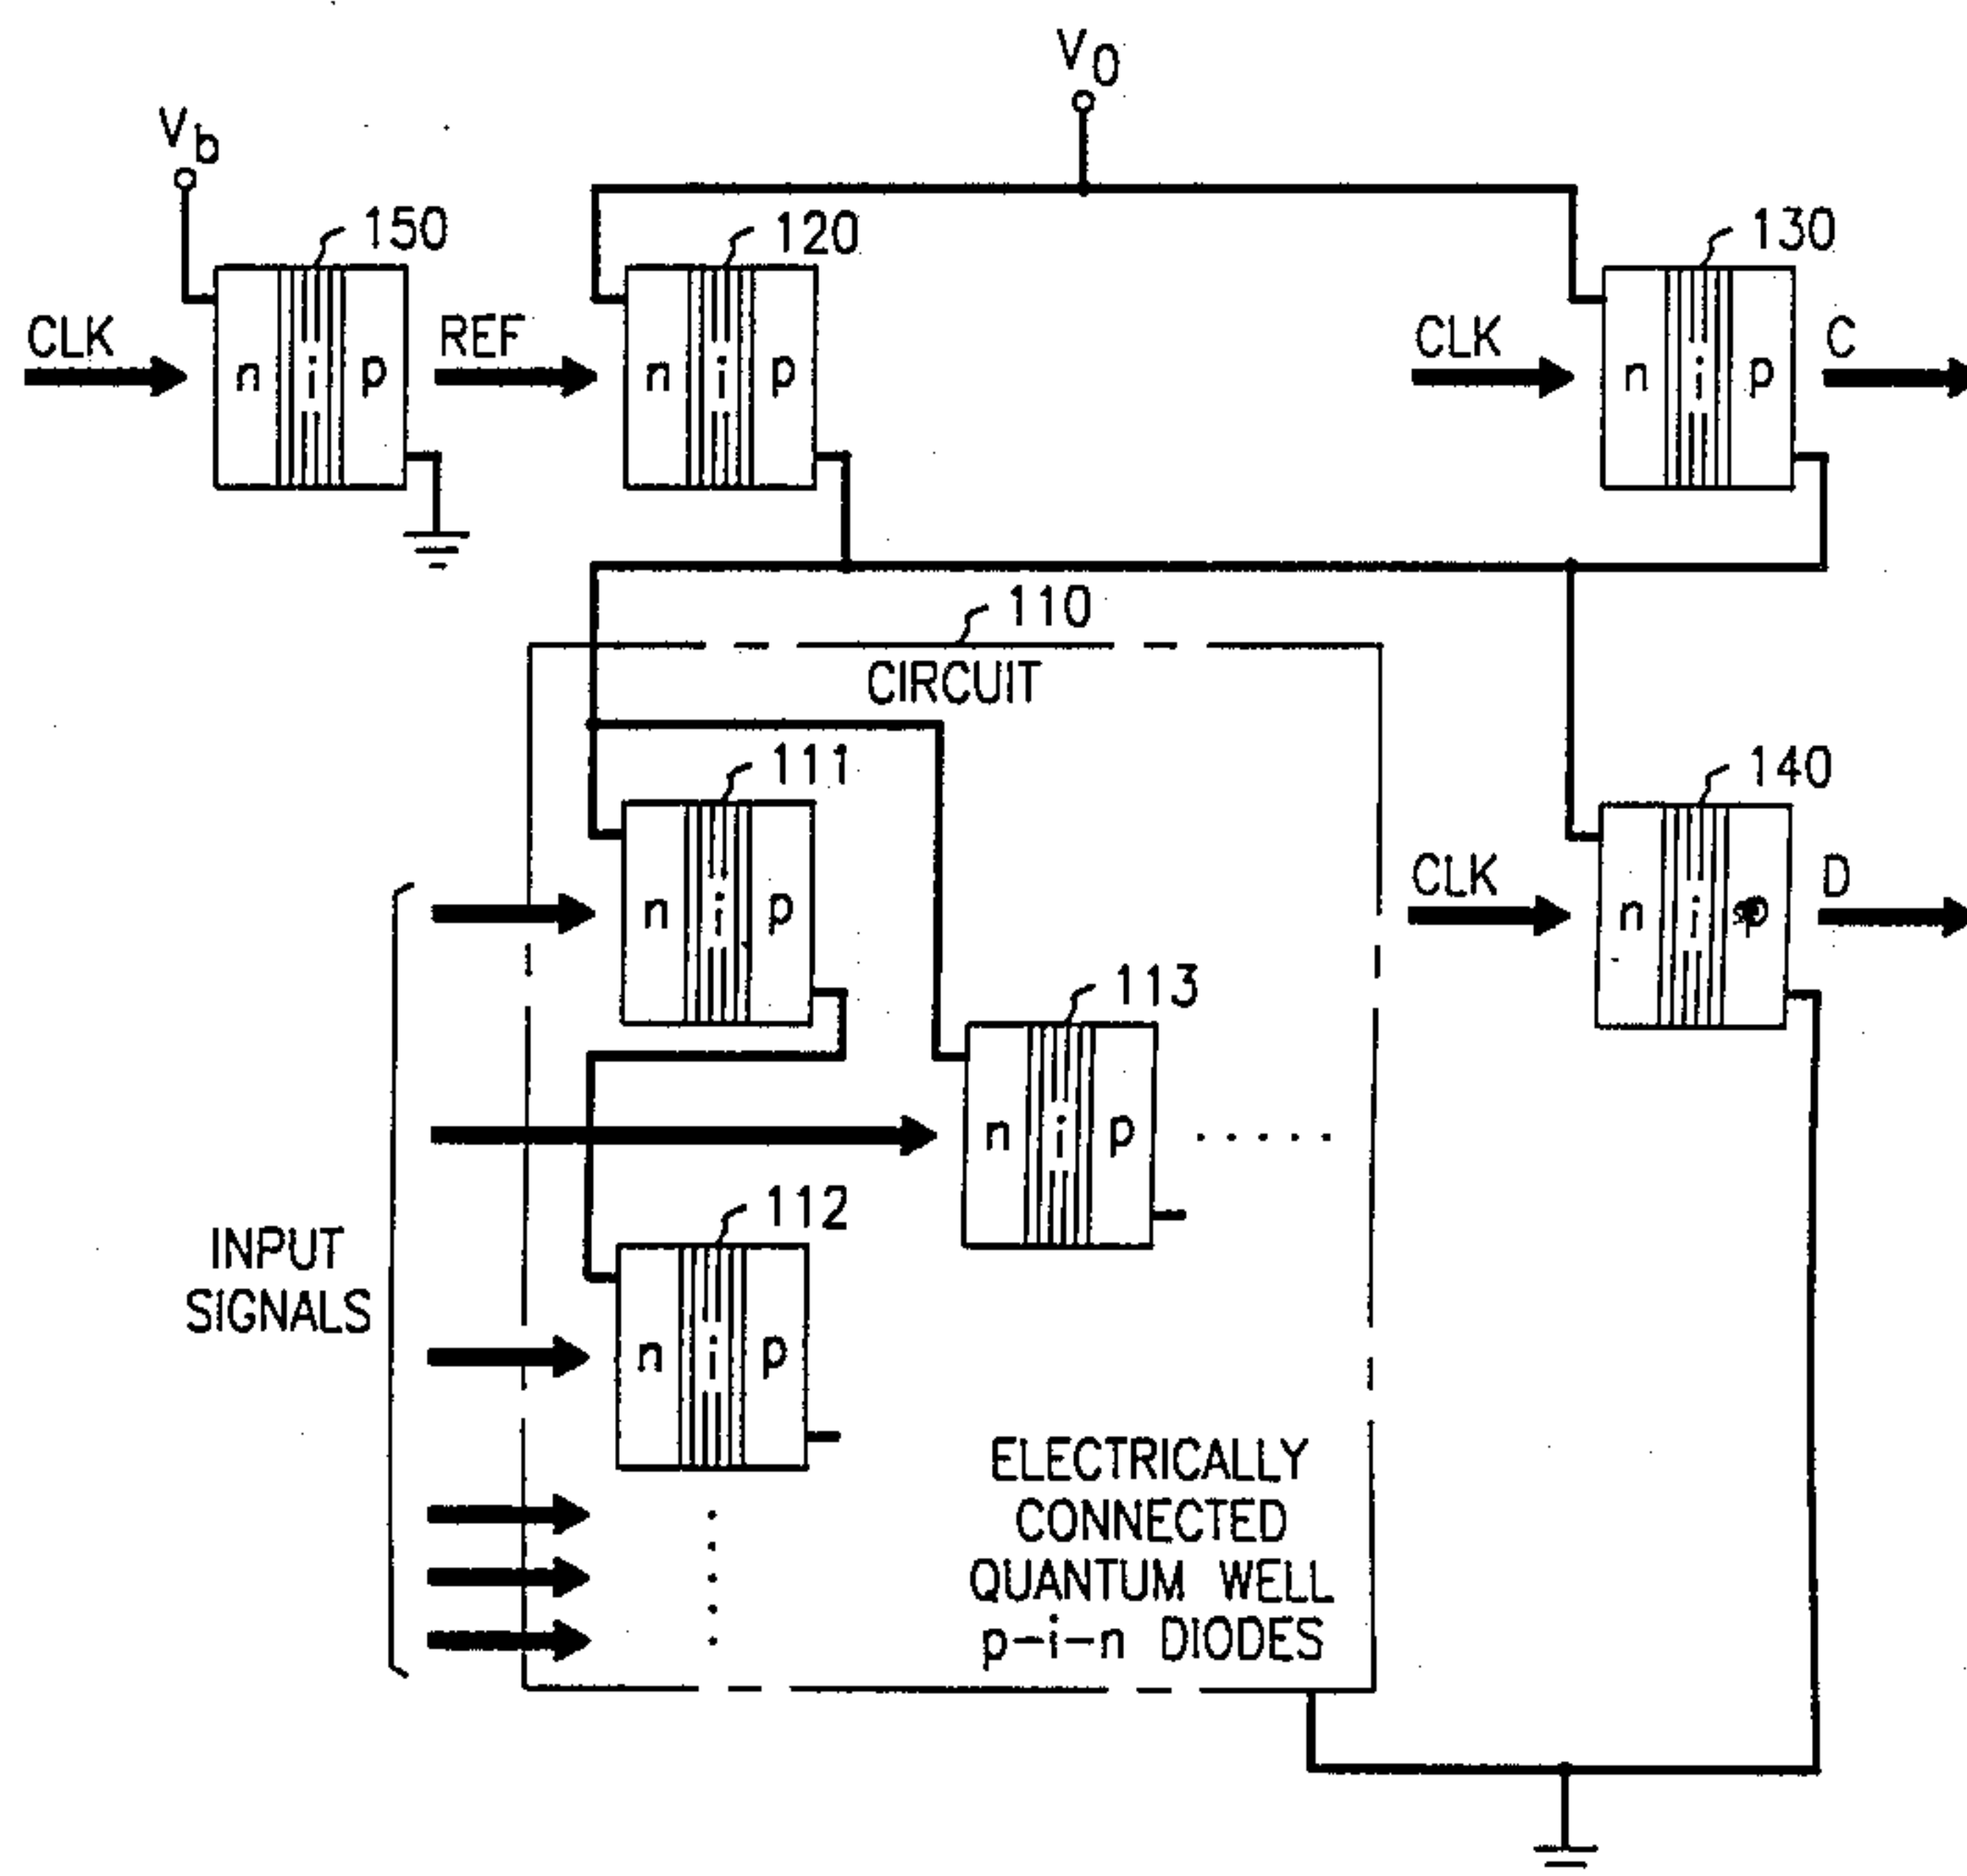 V0
Vb
150
120
130
CLK
n i p
REF
n i p
CLK
n i p
C
110
CIRCUIT
111
140
n i p
CLK
n i
D
113
n i p
112
INPUT
SIGNALS
n i p
ELECTRICALLY
CONNECTED
QUANTUM WELL
p-i-n DIODES